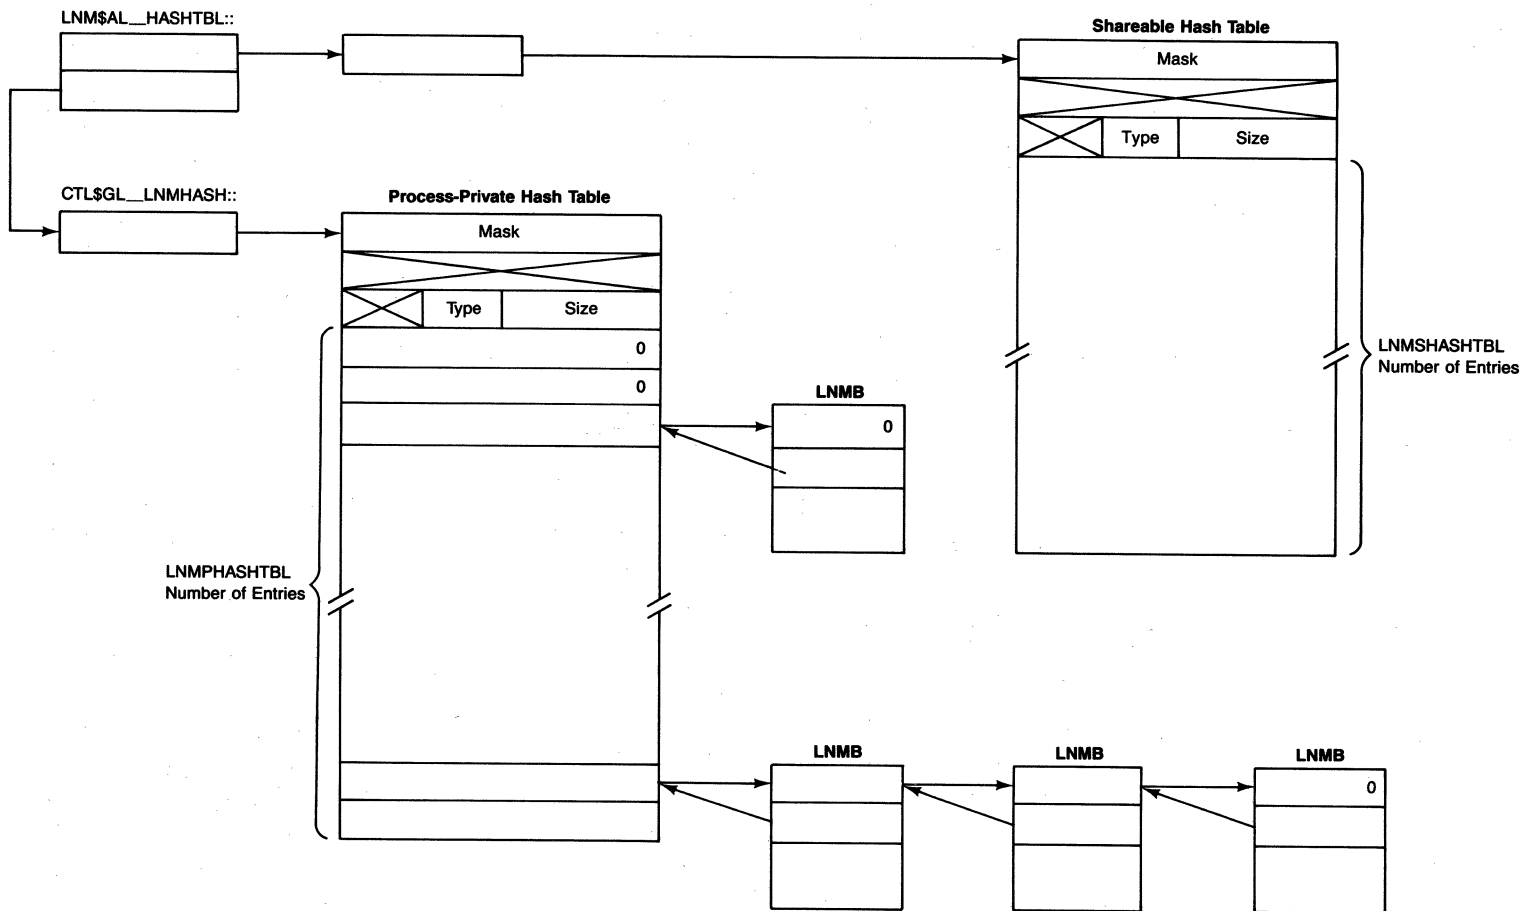 LNM$AL__HASHTBL::
Shareable Hash Table
Mask
Type Size
CTL$GL__LNMHASH::
Process-Private Hash Table
Mask
Type Size
0
0
LNMSHASHTBL
Number of Entries
LNMB
0
LNMPHASHTBL
Number of Entries
LNMB
LNMB
LNMB
0